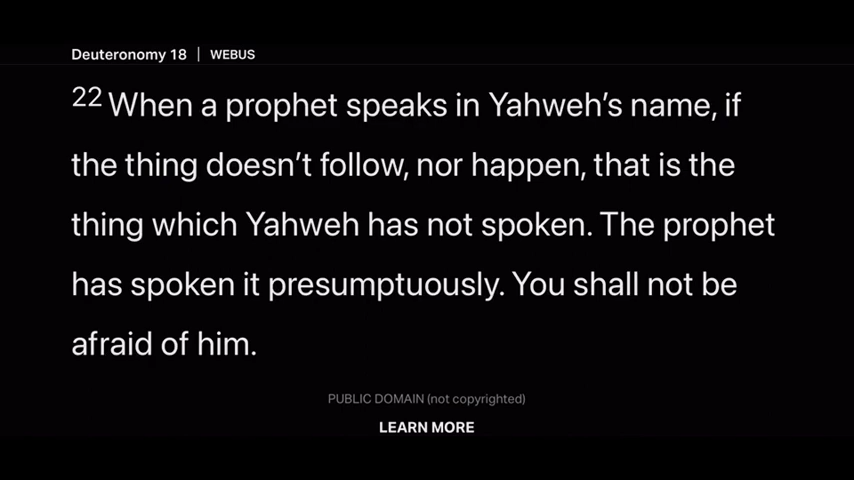 Deuteronomy 18 | WEBUS
22 When a prophet speaks in Yahweh’s name, if
the thing doesn’t follow, nor happen, that is the
thing which Yahweh has not spoken. The prophet
has spoken it presumptuously. You shall not be
afraid of him.
PUBLIC DOMAIN (not copyrighted)
LEARN MORE